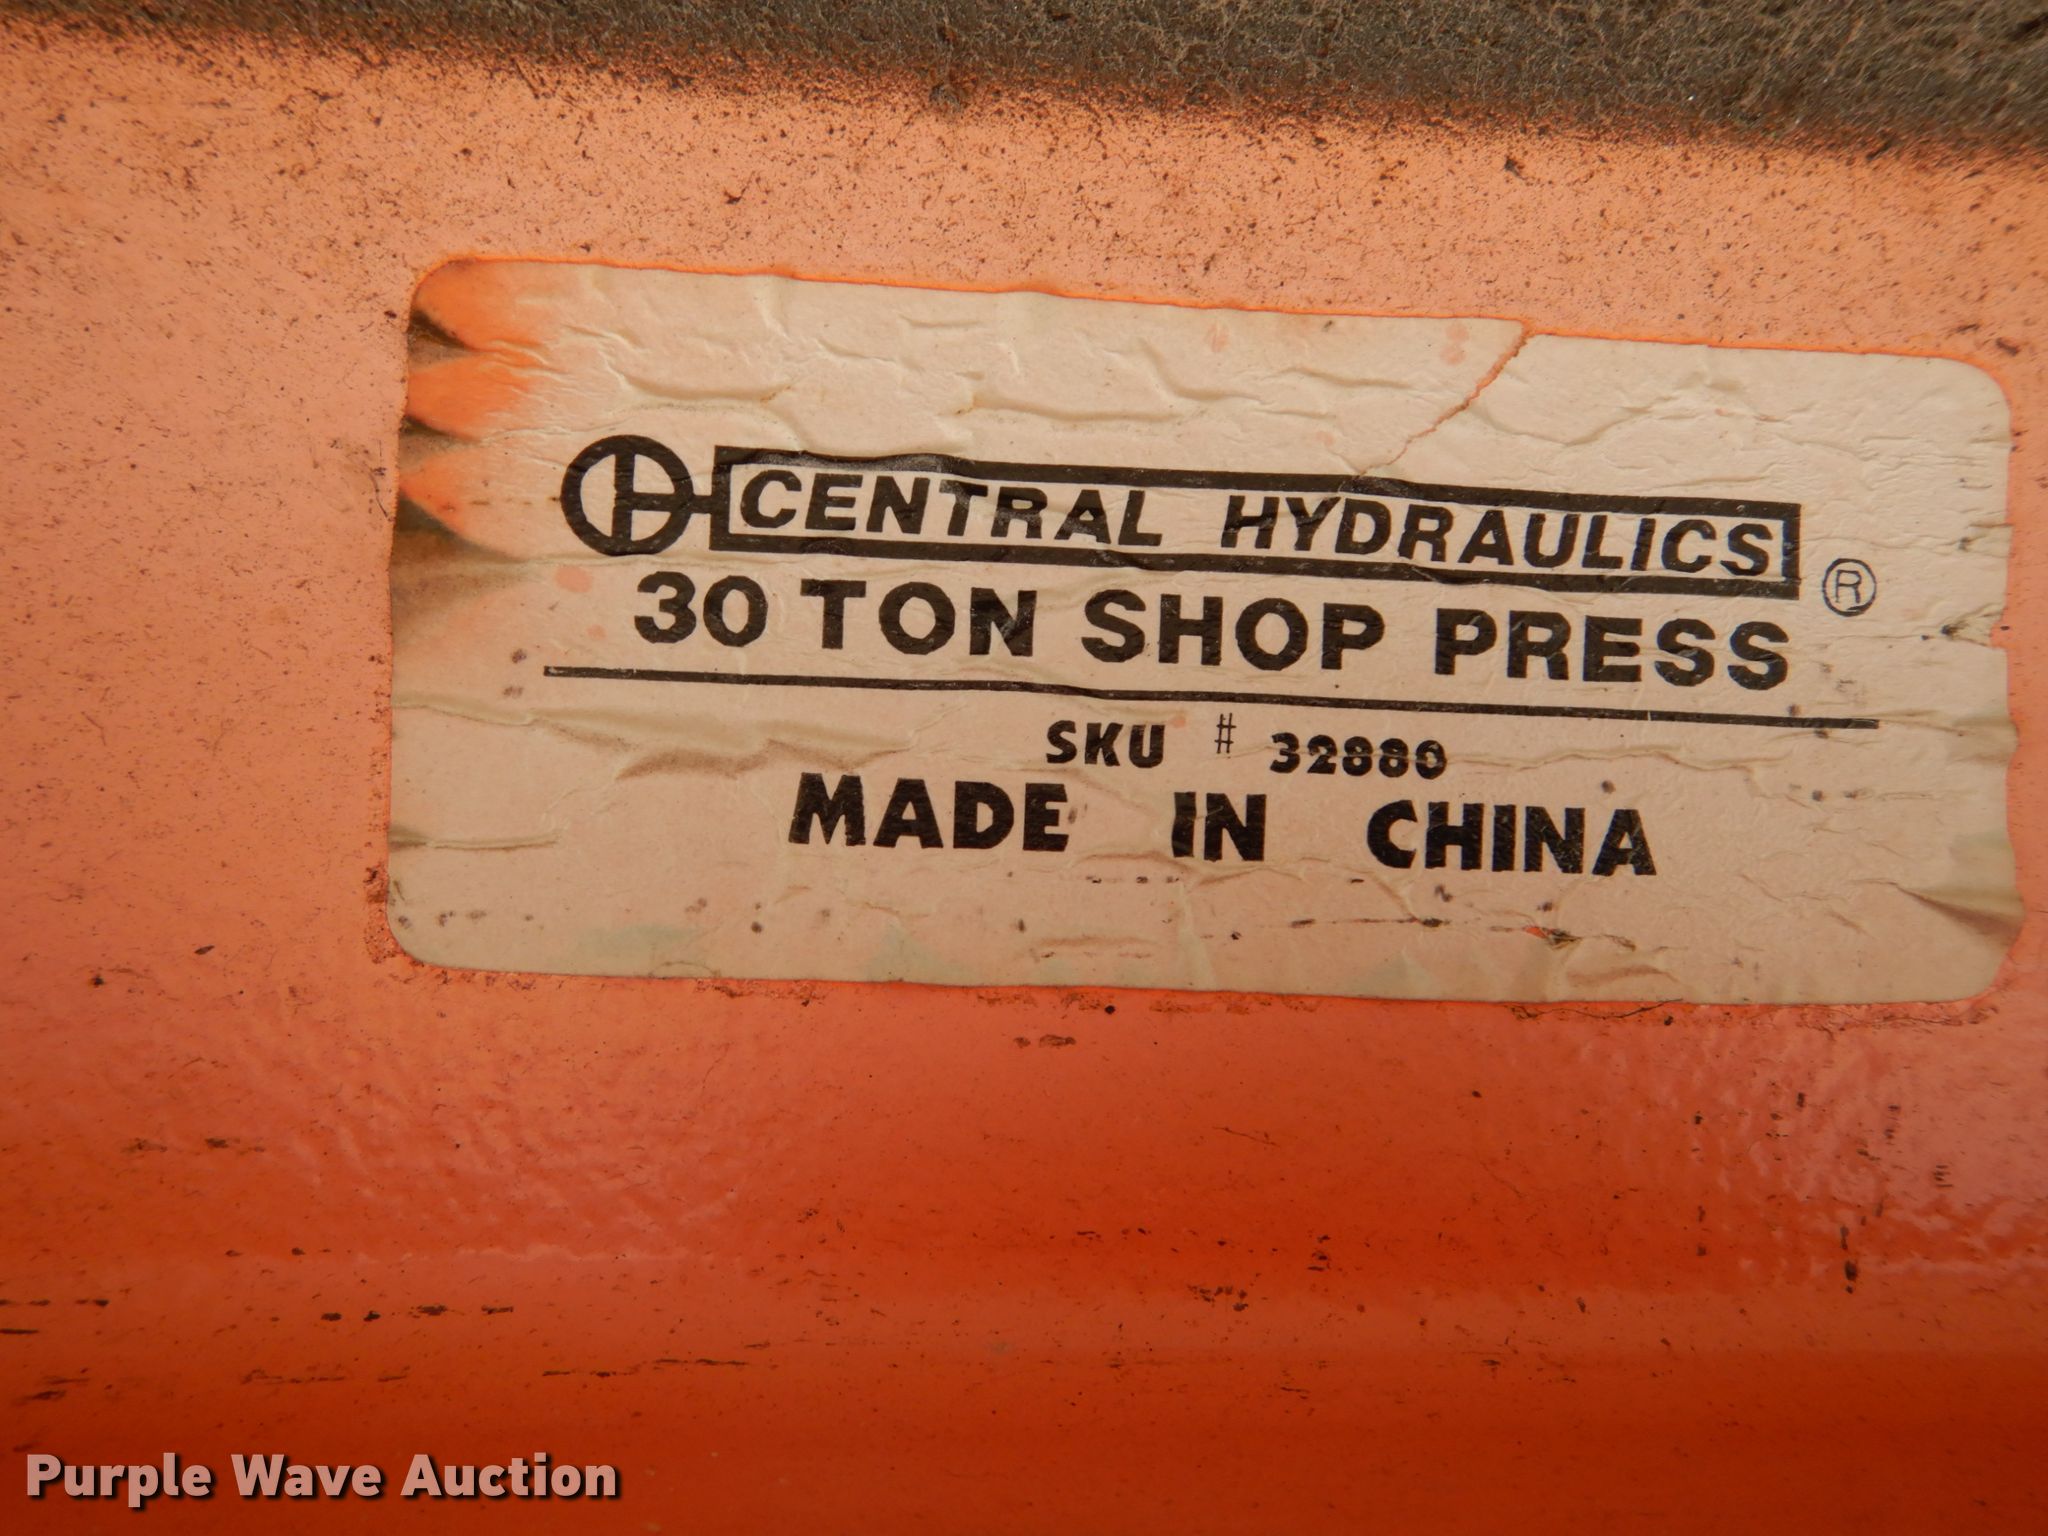 CENTRAL HYDRAULICS ®
30 TON SHOP PRESS
SKU # 32880
MADE IN CHINA
Purple Wave Auction